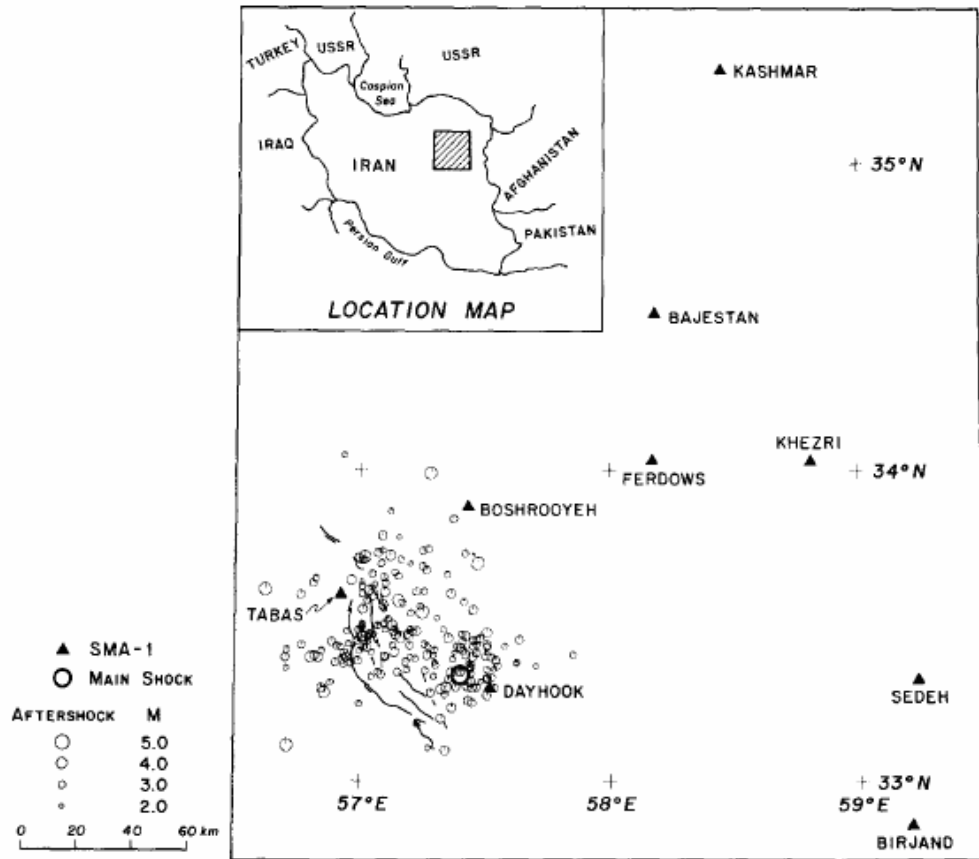 TURKEY
USSR
USSR
Caspian
Sea
IRAQ
IRAN
AFGHANISTAN
PAKISTAN
Persian Gulf
LOCATION MAP
KASHMAR
35°N
BAJESTAN
KHEZRI
FERDOWS
34°N
BOSHROOYEH
TABAS
DAYHOOK
SEDEH
33°N
57°E
58°E
59°E
BIRJAND
SMA-1
MAIN SHOCK
AFTERSHOCK M
5.0
4.0
3.0
2.0
0 20 40 60 km